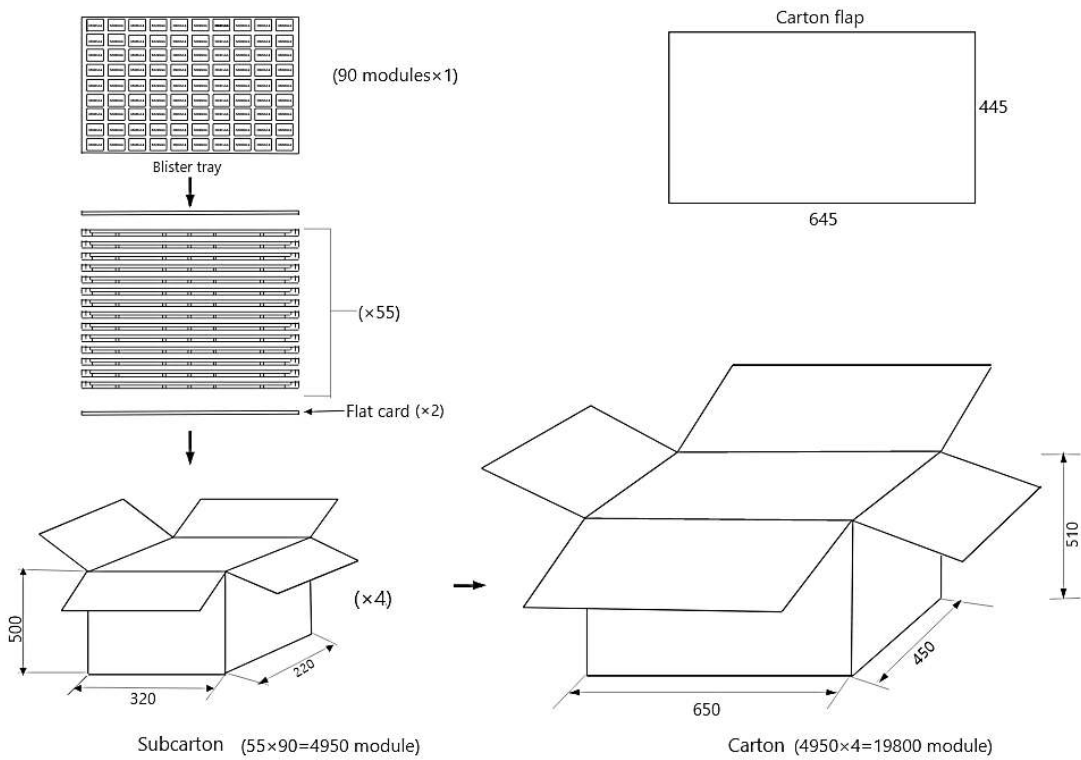 (90 modules×1)
Blister tray
Carton flap
445
645
(×55)
Flat card (×2)
500
320
220
(×4)
Subcarton (55×90=4950 module)
510
450
650
Carton (4950×4=19800 module)